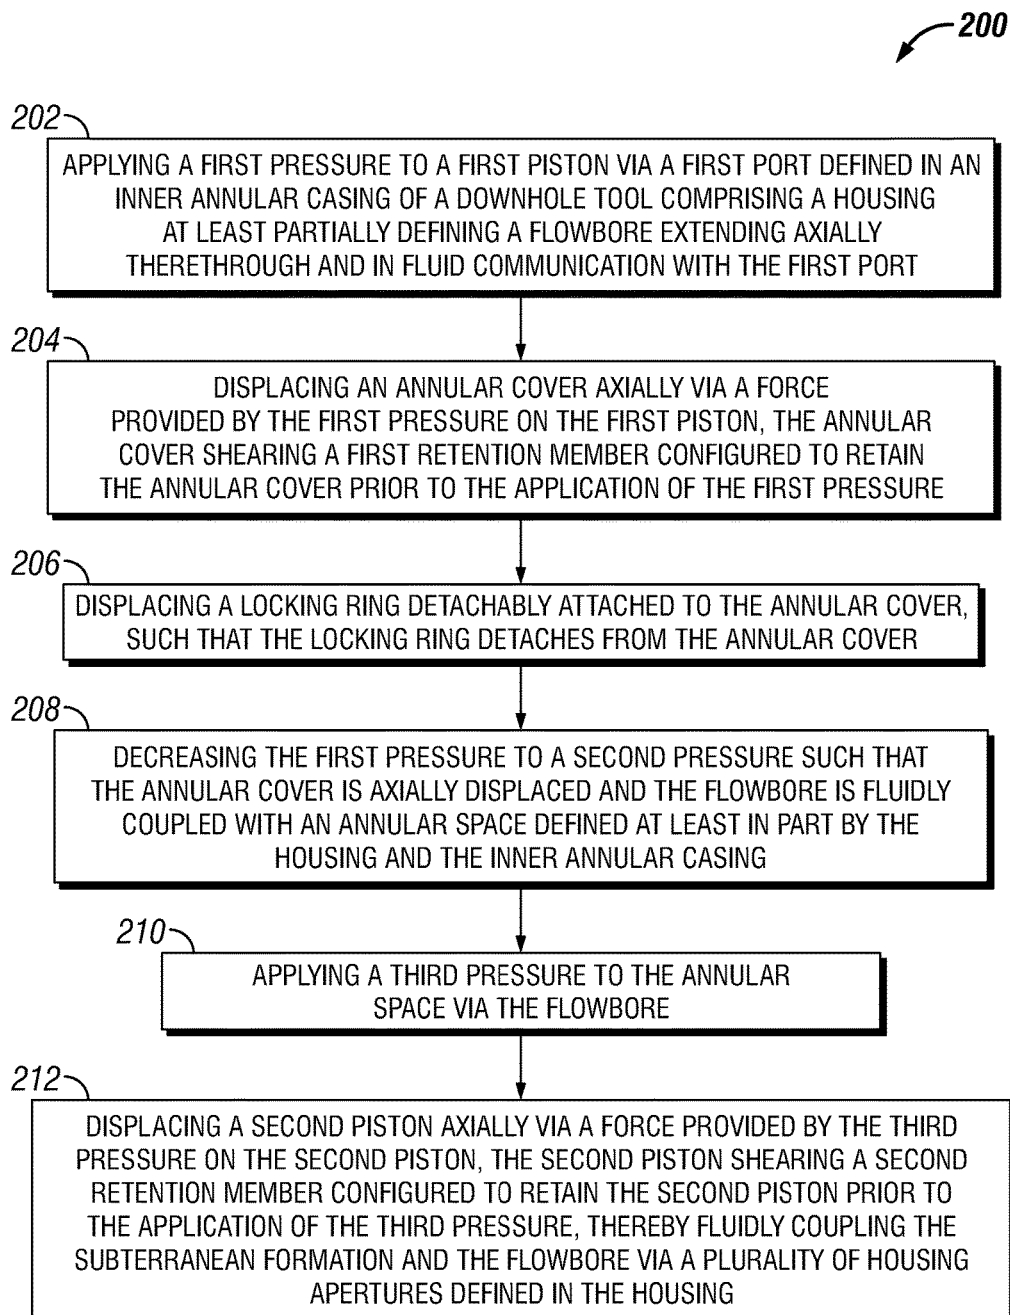 200
202
APPLYING A FIRST PRESSURE TO A FIRST PISTON VIA A FIRST PORT DEFINED IN AN
INNER ANNULAR CASING OF A DOWNHOLE TOOL COMPRISING A HOUSING
AT LEAST PARTIALLY DEFINING A FLOWBORE EXTENDING AXIALLY
THERETHROUGH AND IN FLUID COMMUNICATION WITH THE FIRST PORT
204
DISPLACING AN ANNULAR COVER AXIALLY VIA A FORCE
PROVIDED BY THE FIRST PRESSURE ON THE FIRST PISTON, THE ANNULAR
COVER SHEARING A FIRST RETENTION MEMBER CONFIGURED TO RETAIN
THE ANNULAR COVER PRIOR TO THE APPLICATION OF THE FIRST PRESSURE
206
DISPLACING A LOCKING RING DETACHABLY ATTACHED TO THE ANNULAR COVER,
SUCH THAT THE LOCKING RING DETACHES FROM THE ANNULAR COVER
208
DECREASING THE FIRST PRESSURE TO A SECOND PRESSURE SUCH THAT
THE ANNULAR COVER IS AXIALLY DISPLACED AND THE FLOWBORE IS FLUIDLY
COUPLED WITH AN ANNULAR SPACE DEFINED AT LEAST IN PART BY THE
HOUSING AND THE INNER ANNULAR CASING
210
APPLYING A THIRD PRESSURE TO THE ANNULAR
SPACE VIA THE FLOWBORE
212
DISPLACING A SECOND PISTON AXIALLY VIA A FORCE PROVIDED BY THE THIRD
PRESSURE ON THE SECOND PISTON, THE SECOND PISTON SHEARING A SECOND
RETENTION MEMBER CONFIGURED TO RETAIN THE SECOND PISTON PRIOR TO
THE APPLICATION OF THE THIRD PRESSURE, THEREBY FLUIDLY COUPLING THE
SUBTERRANEAN FORMATION AND THE FLOWBORE VIA A PLURALITY OF HOUSING
APERTURES DEFINED IN THE HOUSING